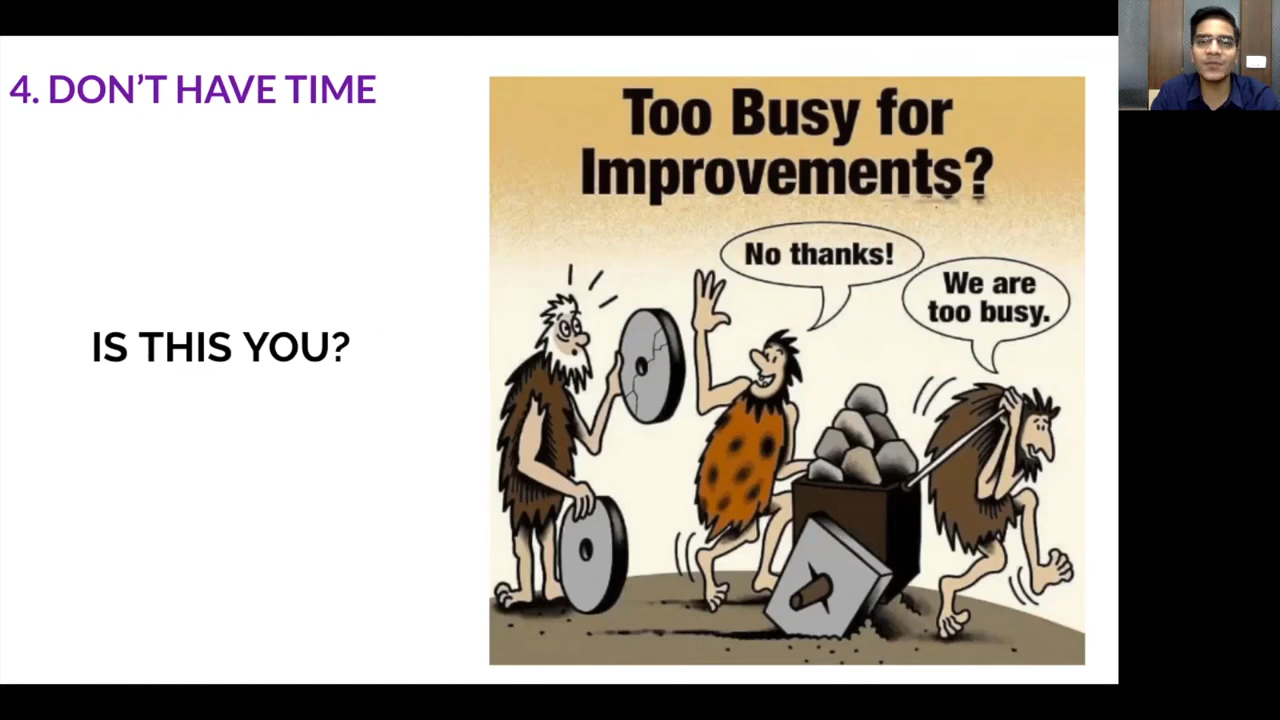 4. DON’T HAVE TIME
IS THIS YOU?
Too Busy for
Improvements?
No thanks!
We are
too busy.